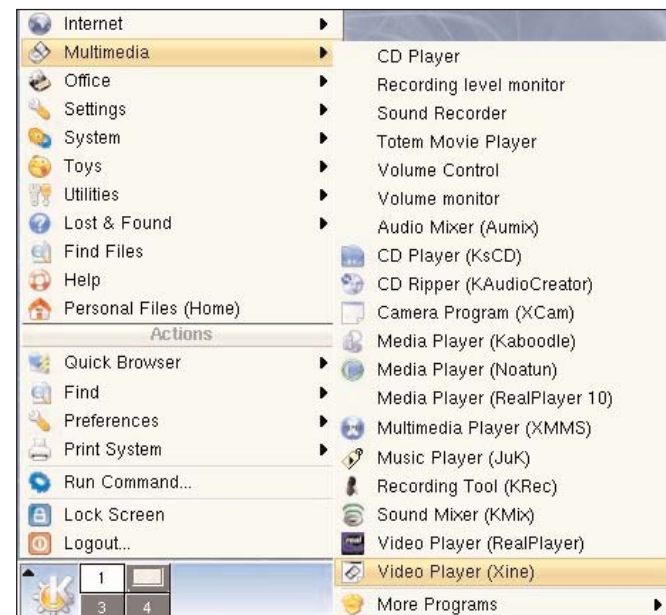 Internet
Multimedia
Office
Settings
System
Toys
Utilities
Lost & Found
Find Files
Help
Personal Files (Home)
Actions
Quick Browser
Find
Preferences
Print System
Run Command...
Lock Screen
Logout...
1
3 4
CD Player
Recording level monitor
Sound Recorder
Totem Movie Player
Volume Control
Volume monitor
Audio Mixer (Aumix)
CD Player (KsCD)
CD Ripper (KAudioCreator)
Camera Program (XCam)
Media Player (Kaboodle)
Media Player (Noatun)
Media Player (RealPlayer 10)
Multimedia Player (XMMS)
Music Player (JuK)
Recording Tool (KRec)
Sound Mixer (KMix)
Video Player (RealPlayer)
Video Player (Xine)
More Programs